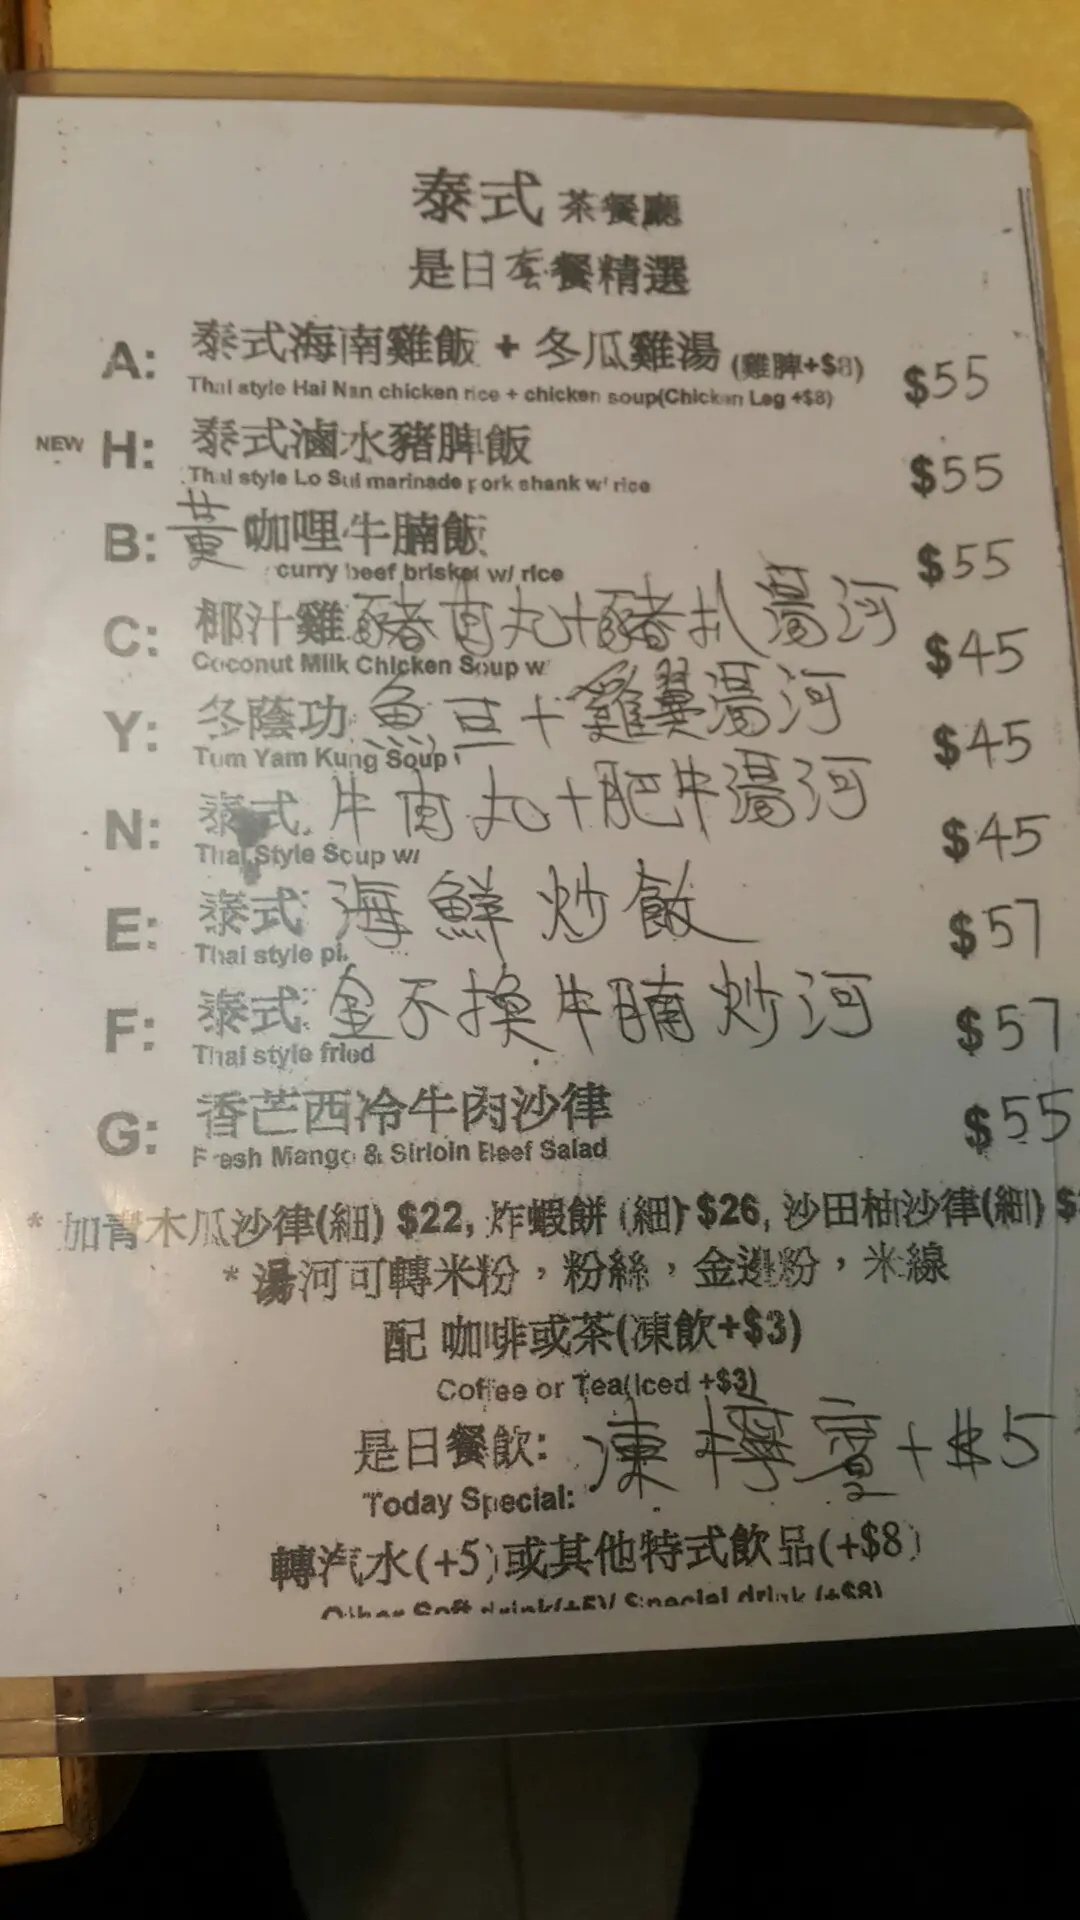 泰式 茶餐廳
是日套餐精選
A: 泰式海南雞飯 + 冬瓜雞湯 (雞脾+$8) $55
Thai style Hai Nan chicken rice + chicken soup(Chicken Leg +$8)
NEW H: 泰式滷水豬脾飯 $55
Thai style Lo Sui marinade pork shank w/ rice
B: 黃咖哩牛腩飯 $55
curry beef brisket w/ rice
C: 椰汁雞豬肉丸+豬扒湯河 $45
Coconut Milk Chicken Soup w/
Y: 冬蔭功 魚旦+雞翼湯河 $45
Tum Yam Kung Soup
N: 泰式 牛肉丸+肥牛湯河 $45
Thai Style Soup w/
E: 泰式 海鮮炒飯 $57
Thai style pi.
F: 泰式 金不換牛腩炒河 $57
Thai style fried
G: 香芒西冷牛肉沙律 $55
Fresh Mango & Sirloin Beef Salad
* 加青木瓜沙律(細) $22, 炸蝦餅 (細) $26, 沙田柚沙律(細) $
* 湯河可轉米粉，粉絲，金邊粉，米線
配 咖啡或茶(凍飲+$3)
Coffee or Tea(Iced +$3)
是日餐飲: 凍檸蜜+$5
Today Special:
轉汽水(+5)或其他特式飲品(+$8)
Other Soft drink(+5)/ Special drink (+$8)